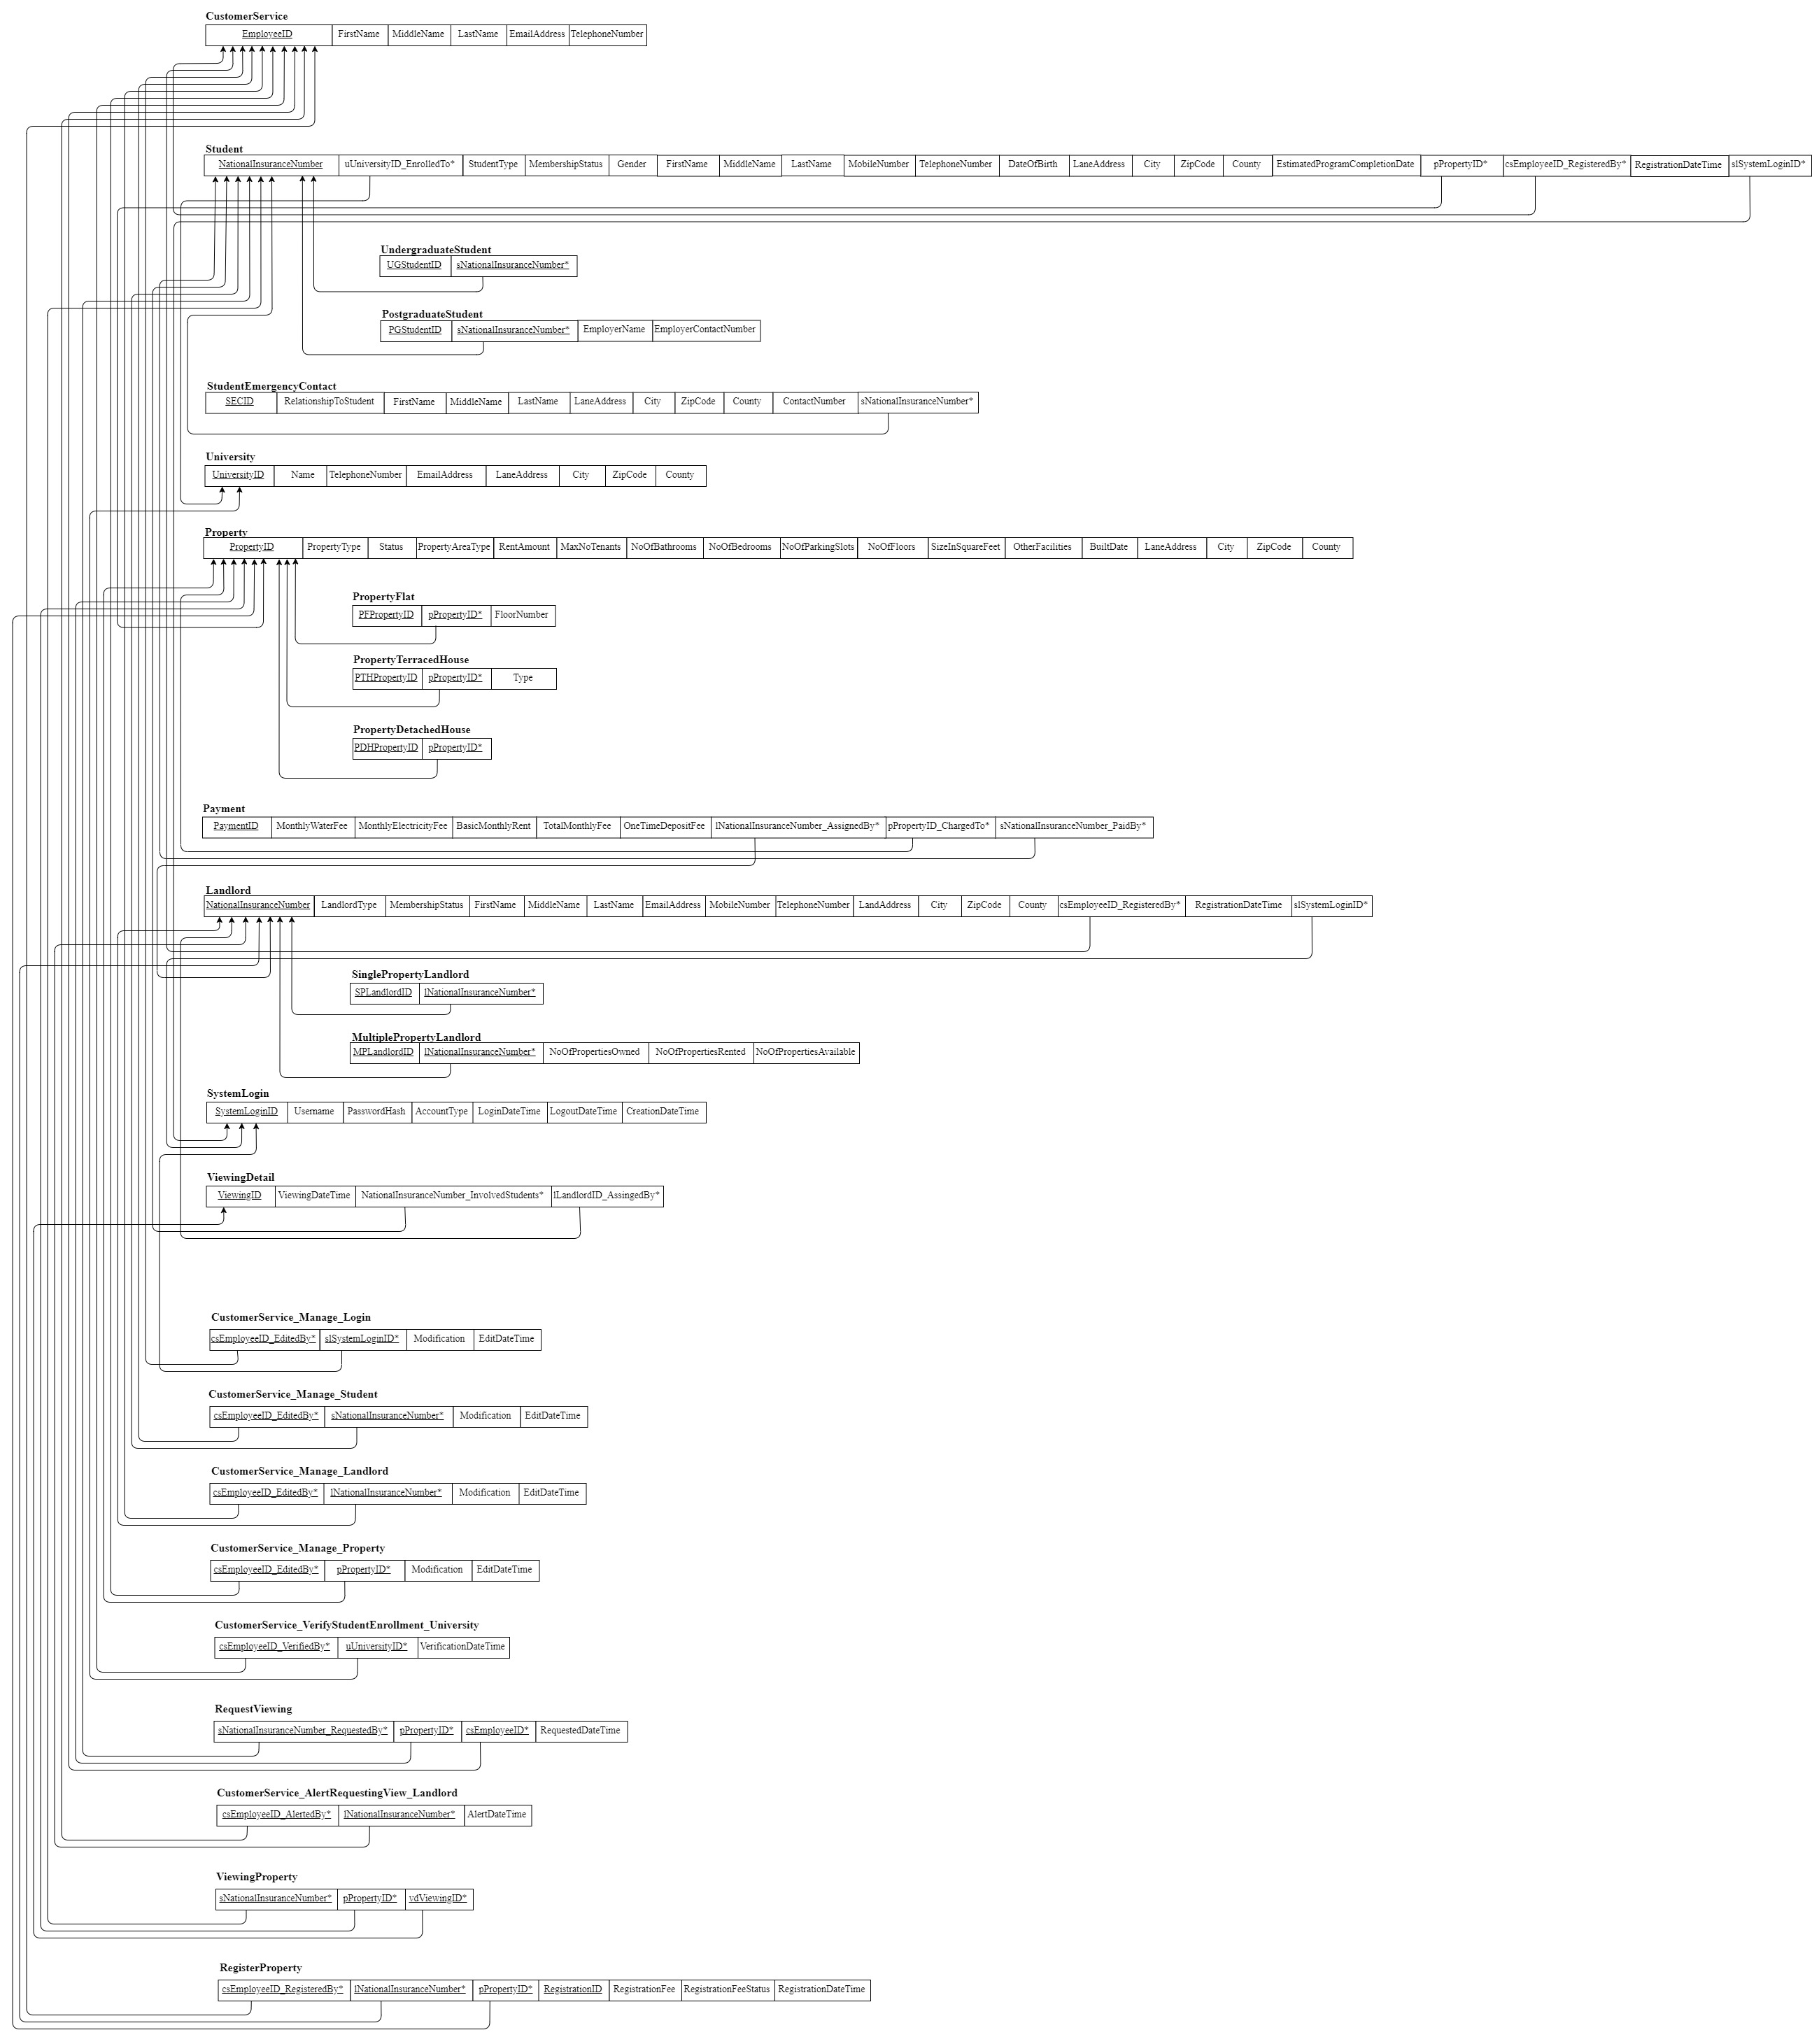 CustomerService
EmployeeID FirstName MiddleName LastName EmailAddress TelephoneNumber
Student
NationalInsuranceNumber uUniversityID_EnrolledTo* StudentType MembershipStatus Gender FirstName MiddleName LastName MobileNumber TelephoneNumber DateOfBirth LaneAddress City ZipCode County EstimatedProgramCompletionDate pPropertyID* csEmployeeID_RegisteredBy* RegistrationDateTime slSystemLoginID*
UndergraduateStudent
UGStudentID sNationalInsuranceNumber*
PostgraduateStudent
PGStudentID sNationalInsuranceNumber* EmployerName EmployerContactNumber
StudentEmergencyContact
SECID RelationshipToStudent FirstName MiddleName LastName LaneAddress City ZipCode County ContactNumber sNationalInsuranceNumber*
University
UniversityID Name TelephoneNumber EmailAddress LaneAddress City ZipCode County
Property
PropertyID PropertyType Status PropertyAreaType RentAmount MaxNoTenants NoOfBathrooms NoOfBedrooms NoOfParkingSlots NoOfFloors SizeInSquareFeet OtherFacilities BuiltDate LaneAddress City ZipCode County
PropertyFlat
PFPropertyID pPropertyID* FloorNumber
PropertyTerracedHouse
PTHPropertyID pPropertyID* Type
PropertyDetachedHouse
PDHPropertyID pPropertyID*
Payment
PaymentID MonthlyWaterFee MonthlyElectricityFee BasicMonthlyRent TotalMonthlyFee OneTimeDepositFee lNationalInsuranceNumber_AssignedBy* pPropertyID_ChargedTo* sNationalInsuranceNumber_PaidBy*
Landlord
NationalInsuranceNumber LandlordType MembershipStatus FirstName MiddleName LastName EmailAddress MobileNumber TelephoneNumber LandAddress City ZipCode County csEmployeeID_RegisteredBy* RegistrationDateTime slSystemLoginID*
SinglePropertyLandlord
SPLandlordID lNationalInsuranceNumber*
MultiplePropertyLandlord
MPLandlordID lNationalInsuranceNumber* NoOfPropertiesOwned NoOfPropertiesRented NoOfPropertiesAvailable
SystemLogin
SystemLoginID Username PasswordHash AccountType LoginDateTime LogoutDateTime CreationDateTime
ViewingDetail
ViewingID ViewingDateTime NationalInsuranceNumber_InvolvedStudents* lLandlordID_AssingedBy*
CustomerService_Manage_Login
csEmployeeID_EditedBy* slSystemLoginID* Modification EditDateTime
CustomerService_Manage_Student
csEmployeeID_EditedBy* sNationalInsuranceNumber* Modification EditDateTime
CustomerService_Manage_Landlord
csEmployeeID_EditedBy* lNationalInsuranceNumber* Modification EditDateTime
CustomerService_Manage_Property
csEmployeeID_EditedBy* pPropertyID* Modification EditDateTime
CustomerService_VerifyStudentEnrollment_University
csEmployeeID_VerifiedBy* uUniversityID* VerificationDateTime
RequestViewing
sNationalInsuranceNumber_RequestedBy* pPropertyID* csEmployeeID* RequestedDateTime
CustomerService_AlertRequestingView_Landlord
csEmployeeID_AlertedBy* lNationalInsuranceNumber* AlertDateTime
ViewingProperty
sNationalInsuranceNumber* pPropertyID* vdViewingID*
RegisterProperty
csEmployeeID_RegisteredBy* lNationalInsuranceNumber* pPropertyID* RegistrationID RegistrationFee RegistrationFeeStatus RegistrationDateTime